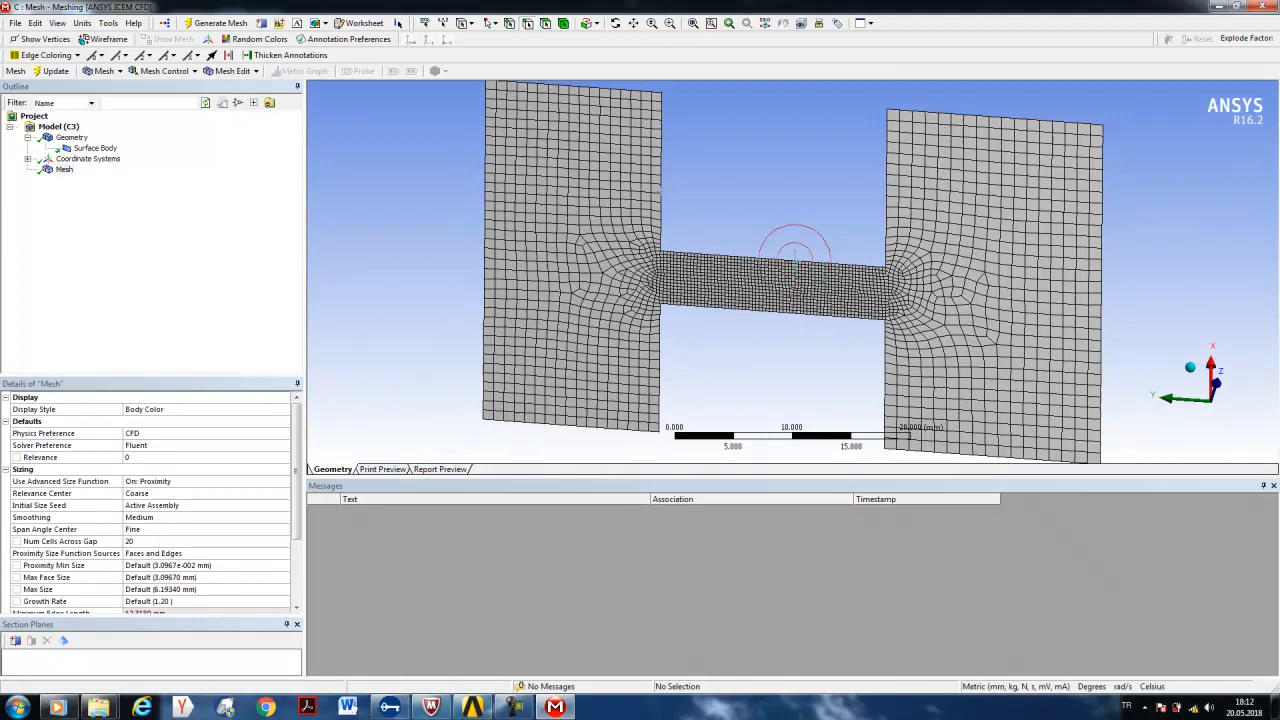 C : Mesh - Meshing [ANSYS ICEM CFD]
File Edit View Units Tools Help Generate Mesh Worksheet
Show Vertices Wireframe Show Mesh Random Colors Annotation Preferences Reset Explode Factor:
Edge Coloring Thicken Annotations
Mesh Update Mesh Mesh Control Mesh Edit Metric Graph Probe
Outline
Filter: Name
Project
Model (C3)
Geometry
Surface Body
Coordinate Systems
Mesh
ANSYS
R16.2
X
Y
Z
0.000 10.000 20.000 (mm)
5.000 15.000
Geometry Print Preview Report Preview
Details of "Mesh"
Display
Display Style Body Color
Defaults
Physics Preference CFD
Solver Preference Fluent
Relevance 0
Sizing
Use Advanced Size Function On: Proximity
Relevance Center Coarse
Initial Size Seed Active Assembly
Smoothing Medium
Span Angle Center Fine
Num Cells Across Gap 20
Proximity Size Function Sources Faces and Edges
Proximity Min Size Default (3.0967e-002 mm)
Max Face Size Default (3.09670 mm)
Max Size Default (6.19340 mm)
Growth Rate Default (1.20 )
Minimum Edge Length
Section Planes
Messages
Text Association Timestamp
No Messages No Selection Metric (mm, kg, N, s, mV, mA) Degrees rad/s Celsius
TR 18:12
20.05.2018